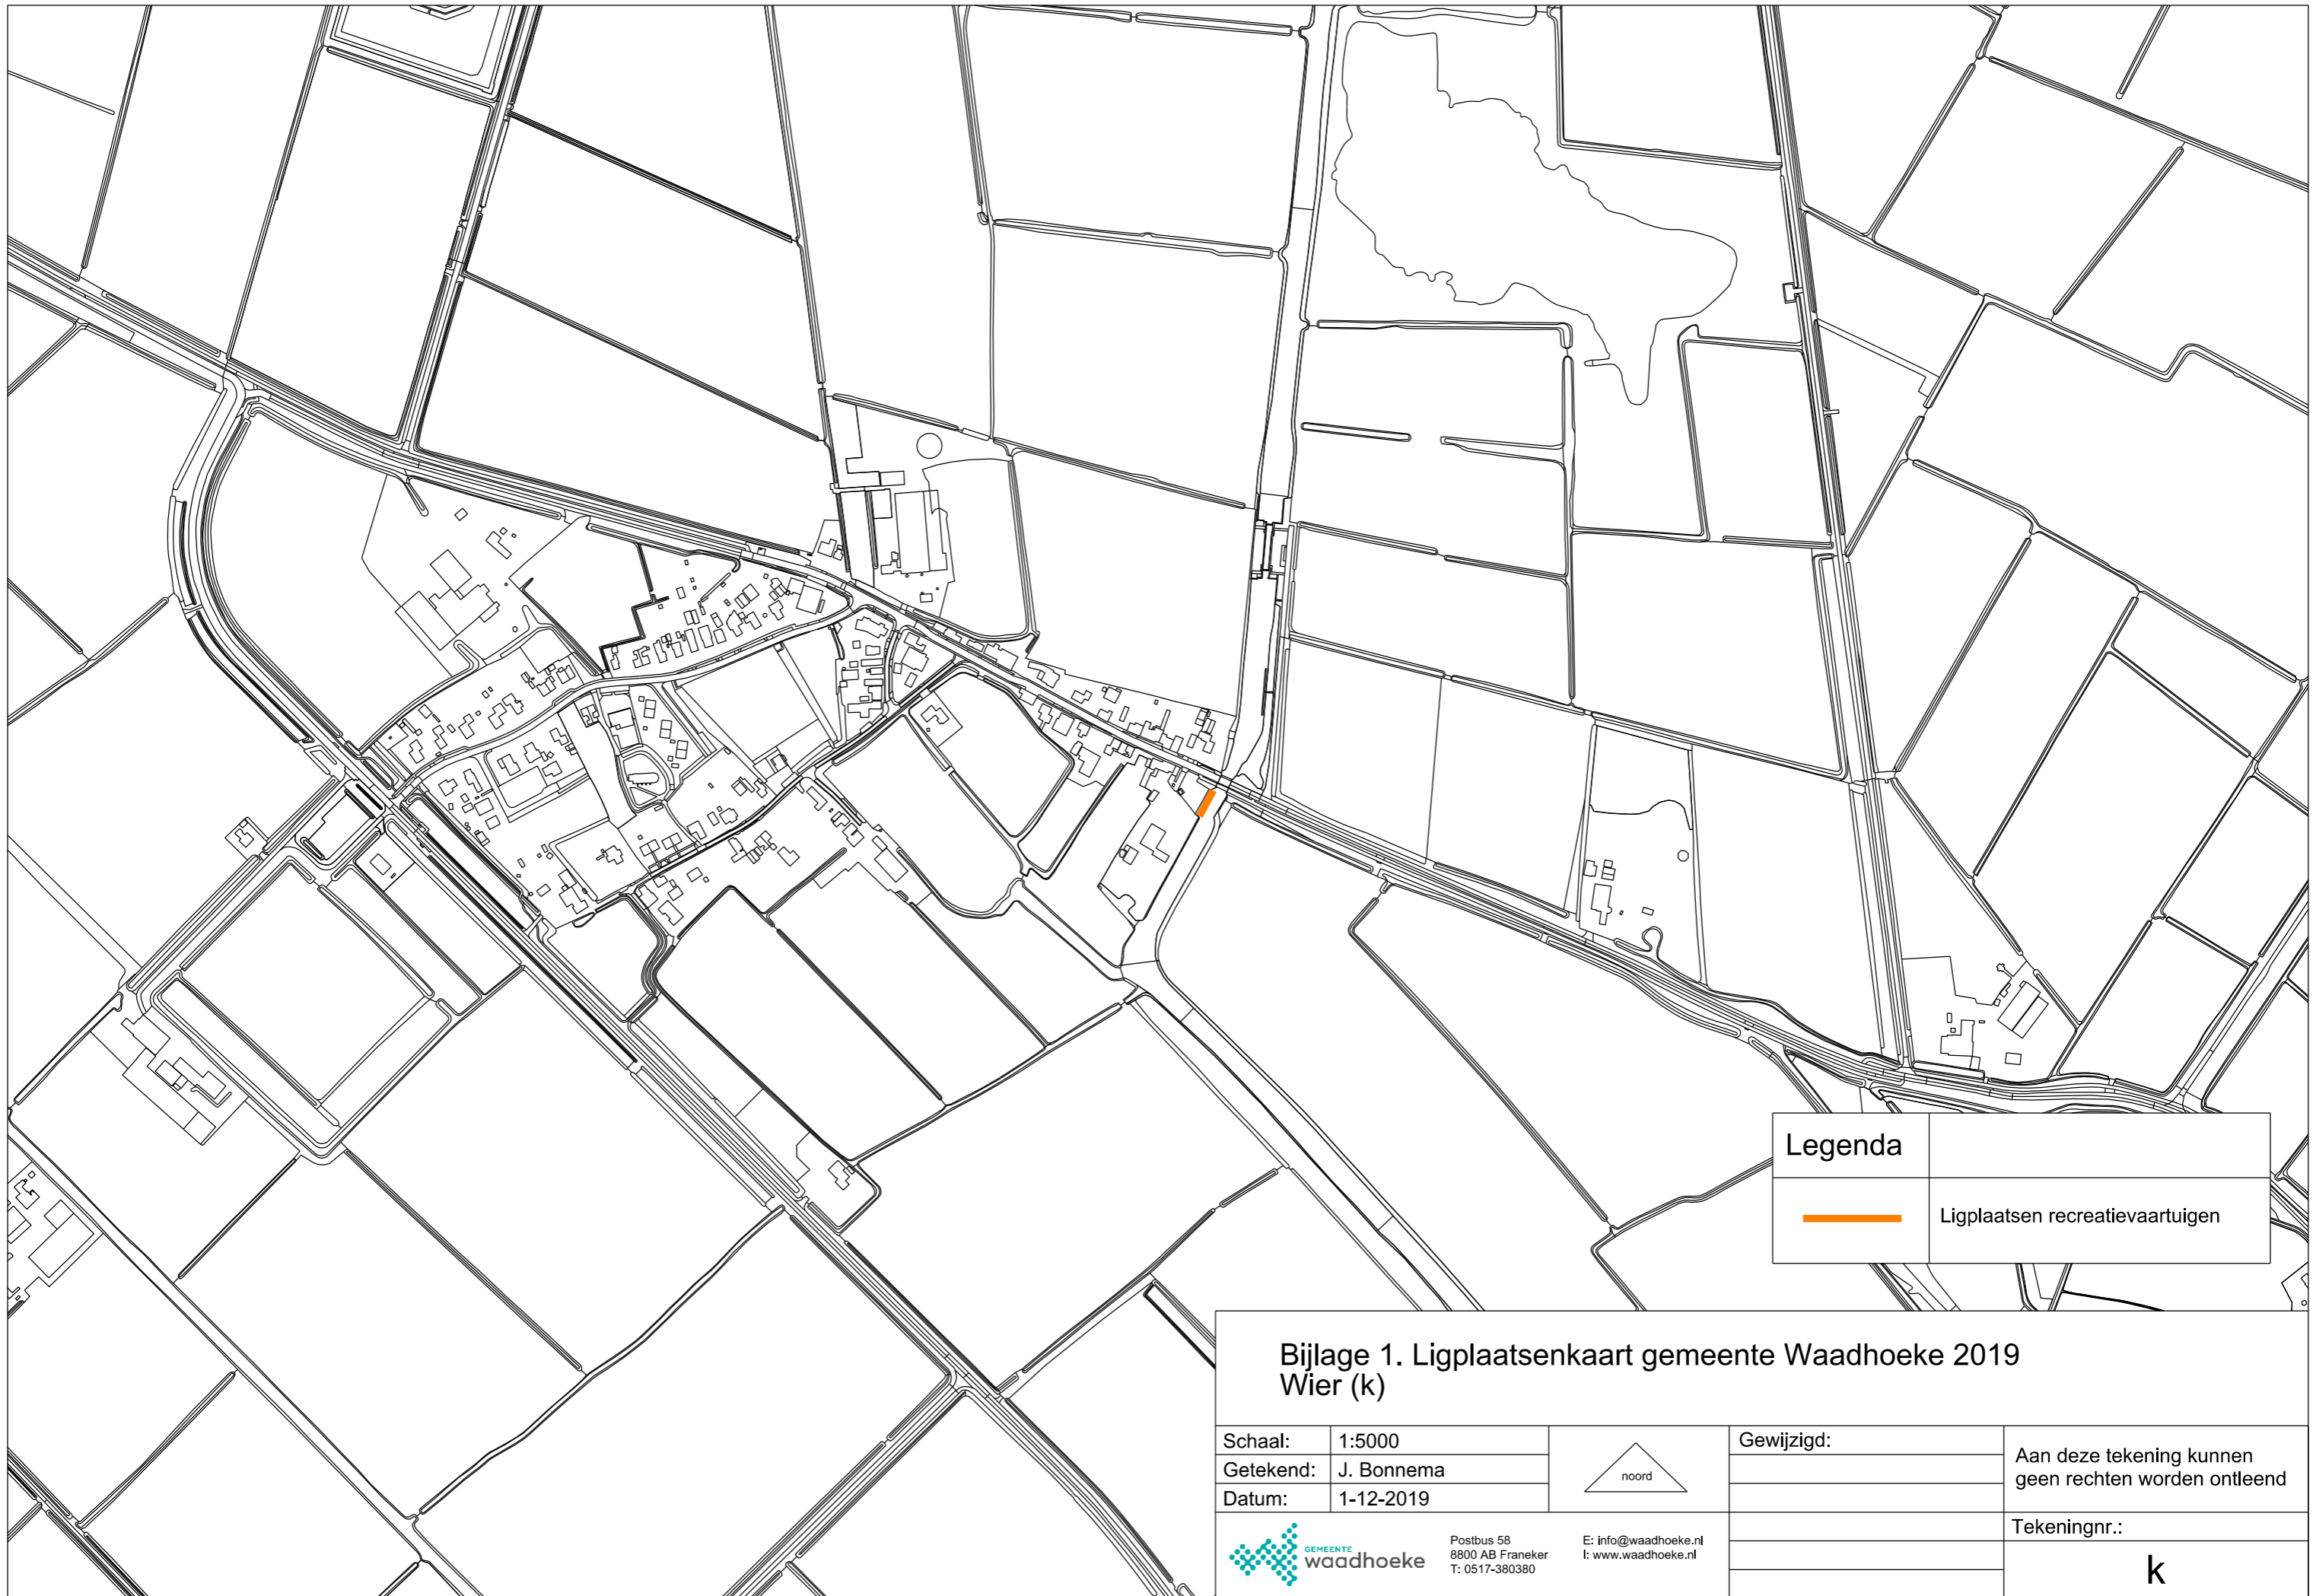 Legenda
Ligplaatsen recreatievaartuigen
Bijlage 1. Ligplaatsenkaart gemeente Waadhoeke 2019
Wier (k)
Schaal: 1:5000
Getekend: J. Bonnema
Datum: 1-12-2019
noord
Gewijzigd:
Aan deze tekening kunnen
geen rechten worden ontleend
GEMEENTE
waadhoeke
Postbus 58
8800 AB Franeker
T: 0517-380380
E: info@waadhoeke.nl
I: www.waadhoeke.nl
Tekeningnr.:
k